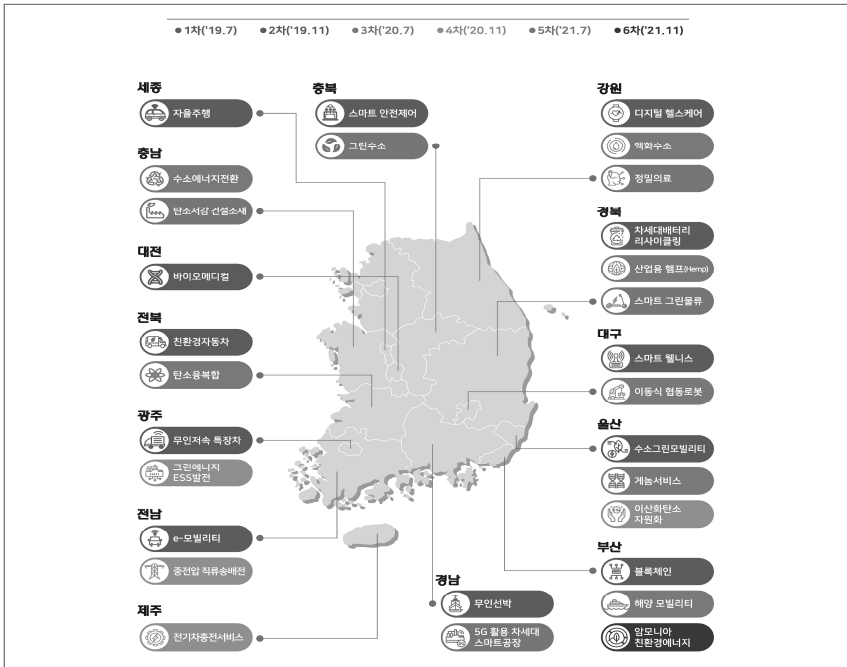 ● 1차('19.7) ● 2차('19.11) ● 3차('20.7) ● 4차('20.11) ● 5차('21.7) ● 6차('21.11)
세종
자율주행
충남
수소에너지전환
탄소저감 건설소재
대전
바이오메디컬
전북
친환경자동차
탄소융복합
광주
무인저속 특장차
그린에너지
ESS발전
전남
e-모빌리티
중전압 직류송배전
제주
전기차충전서비스
충북
스마트 안전제어
그린수소
경남
무인선박
5G 활용 차세대
스마트공장
강원
디지털 헬스케어
액화수소
정밀의료
경북
차세대배터리
리사이클링
산업용 헴프(Hemp)
스마트 그린물류
대구
스마트 웰니스
이동식 협동로봇
울산
수소그린모빌리티
게놈서비스
이산화탄소
자원화
부산
블록체인
해양 모빌리티
암모니아
친환경에너지